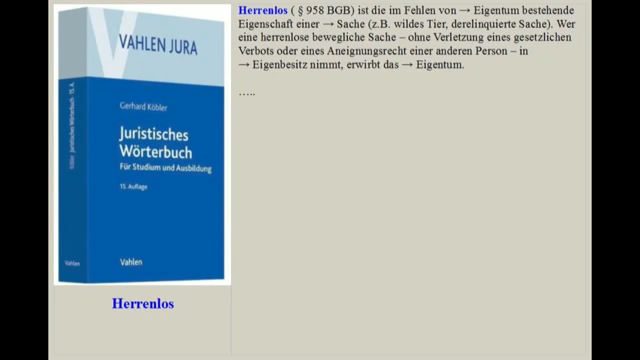 VAHLEN JURA
Gerhard Köbler
Juristisches
Wörterbuch
Für Studium und Ausbildung
15. Auflage
Vahlen
Vahlen
Herrenlos
Herrenlos ( § 958 BGB) ist die im Fehlen von → Eigentum bestehende
Eigenschaft einer → Sache (z.B. wildes Tier, derelinquierte Sache). Wer
eine herrenlose bewegliche Sache – ohne Verletzung eines gesetzlichen
Verbots oder eines Aneignungsrecht einer anderen Person – in
→ Eigenbesitz nimmt, erwirbt das → Eigentum.
…..